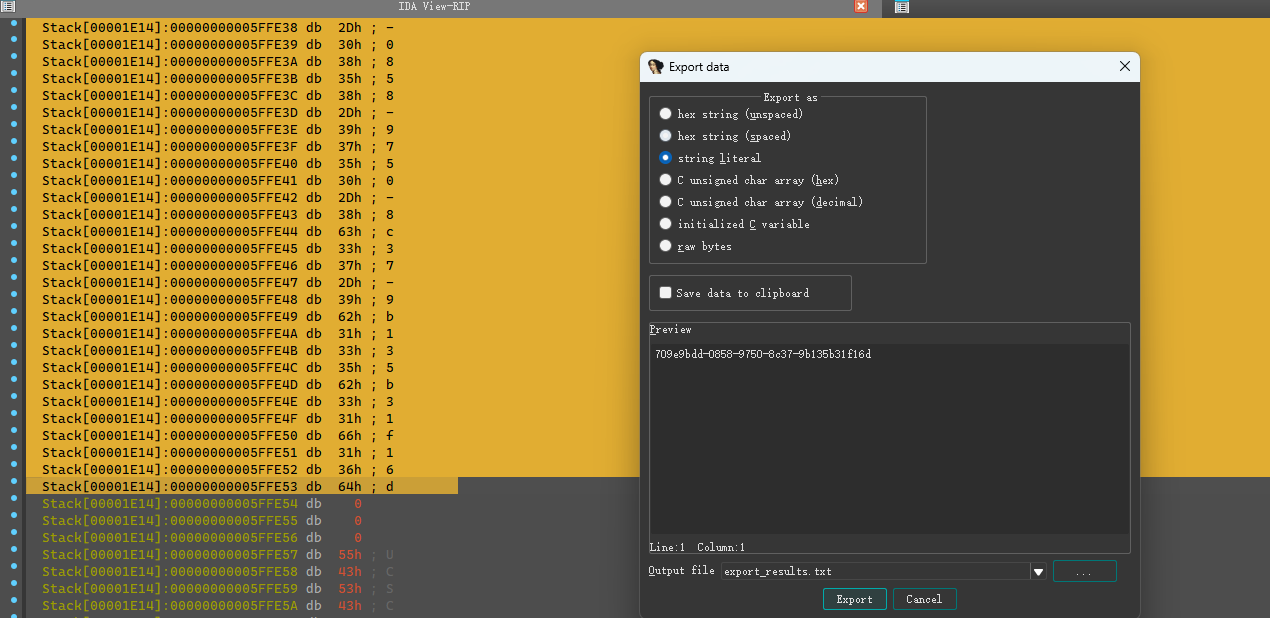 IDA View-RIP
Stack[00001E14]:00000000005FFE38 db 2Dh ; -
Stack[00001E14]:00000000005FFE39 db 30h ; 0
Stack[00001E14]:00000000005FFE3A db 38h ; 8
Stack[00001E14]:00000000005FFE3B db 35h ; 5
Stack[00001E14]:00000000005FFE3C db 38h ; 8
Stack[00001E14]:00000000005FFE3D db 2Dh ; -
Stack[00001E14]:00000000005FFE3E db 39h ; 9
Stack[00001E14]:00000000005FFE3F db 37h ; 7
Stack[00001E14]:00000000005FFE40 db 35h ; 5
Stack[00001E14]:00000000005FFE41 db 30h ; 0
Stack[00001E14]:00000000005FFE42 db 2Dh ; -
Stack[00001E14]:00000000005FFE43 db 38h ; 8
Stack[00001E14]:00000000005FFE44 db 63h ; c
Stack[00001E14]:00000000005FFE45 db 33h ; 3
Stack[00001E14]:00000000005FFE46 db 37h ; 7
Stack[00001E14]:00000000005FFE47 db 2Dh ; -
Stack[00001E14]:00000000005FFE48 db 39h ; 9
Stack[00001E14]:00000000005FFE49 db 62h ; b
Stack[00001E14]:00000000005FFE4A db 31h ; 1
Stack[00001E14]:00000000005FFE4B db 33h ; 3
Stack[00001E14]:00000000005FFE4C db 35h ; 5
Stack[00001E14]:00000000005FFE4D db 62h ; b
Stack[00001E14]:00000000005FFE4E db 33h ; 3
Stack[00001E14]:00000000005FFE4F db 31h ; 1
Stack[00001E14]:00000000005FFE50 db 66h ; f
Stack[00001E14]:00000000005FFE51 db 31h ; 1
Stack[00001E14]:00000000005FFE52 db 36h ; 6
Stack[00001E14]:00000000005FFE53 db 64h ; d
Stack[00001E14]:00000000005FFE54 db 0
Stack[00001E14]:00000000005FFE55 db 0
Stack[00001E14]:00000000005FFE56 db 0
Stack[00001E14]:00000000005FFE57 db 55h ; U
Stack[00001E14]:00000000005FFE58 db 43h ; C
Stack[00001E14]:00000000005FFE59 db 53h ; S
Stack[00001E14]:00000000005FFE5A db 43h ; C
Export data
Export as
hex string (unspaced)
hex string (spaced)
string literal
C unsigned char array (hex)
C unsigned char array (decimal)
initialized C variable
raw bytes
Save data to clipboard
Preview
709e9bdd-0858-9750-8c37-9b135b31f16d
Line:1 Column:1
Output file export_results.txt ...
Export Cancel